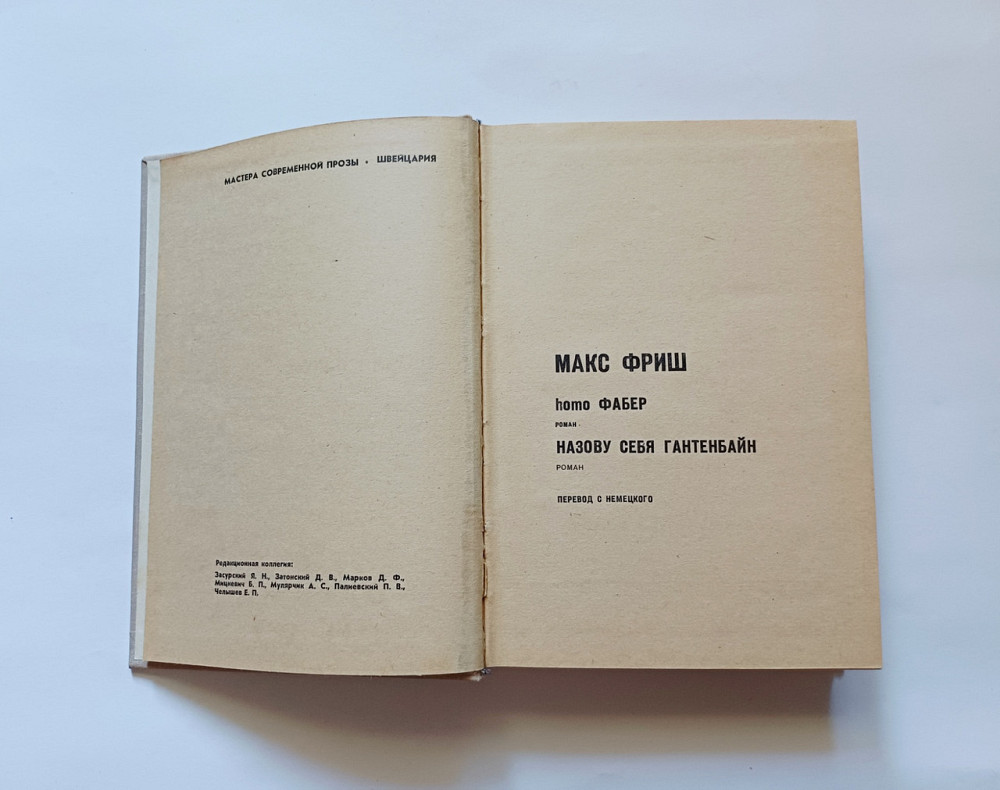 МАСТЕРА СОВРЕМЕННОЙ ПРОЗЫ • ШВЕЙЦАРИЯ
Редакционная коллегия:
Засурский Я. Н., Затонский Д. В., Марков Д. Ф.,
Мицкевич Б. П., Мулярчик А. С., Палиевский П. В.,
Челышев Е. П.
МАКС ФРИШ
homo ФАБЕР
РОМАН
НАЗОВУ СЕБЯ ГАНТЕНБАЙН
РОМАН
ПЕРЕВОД С НЕМЕЦКОГО